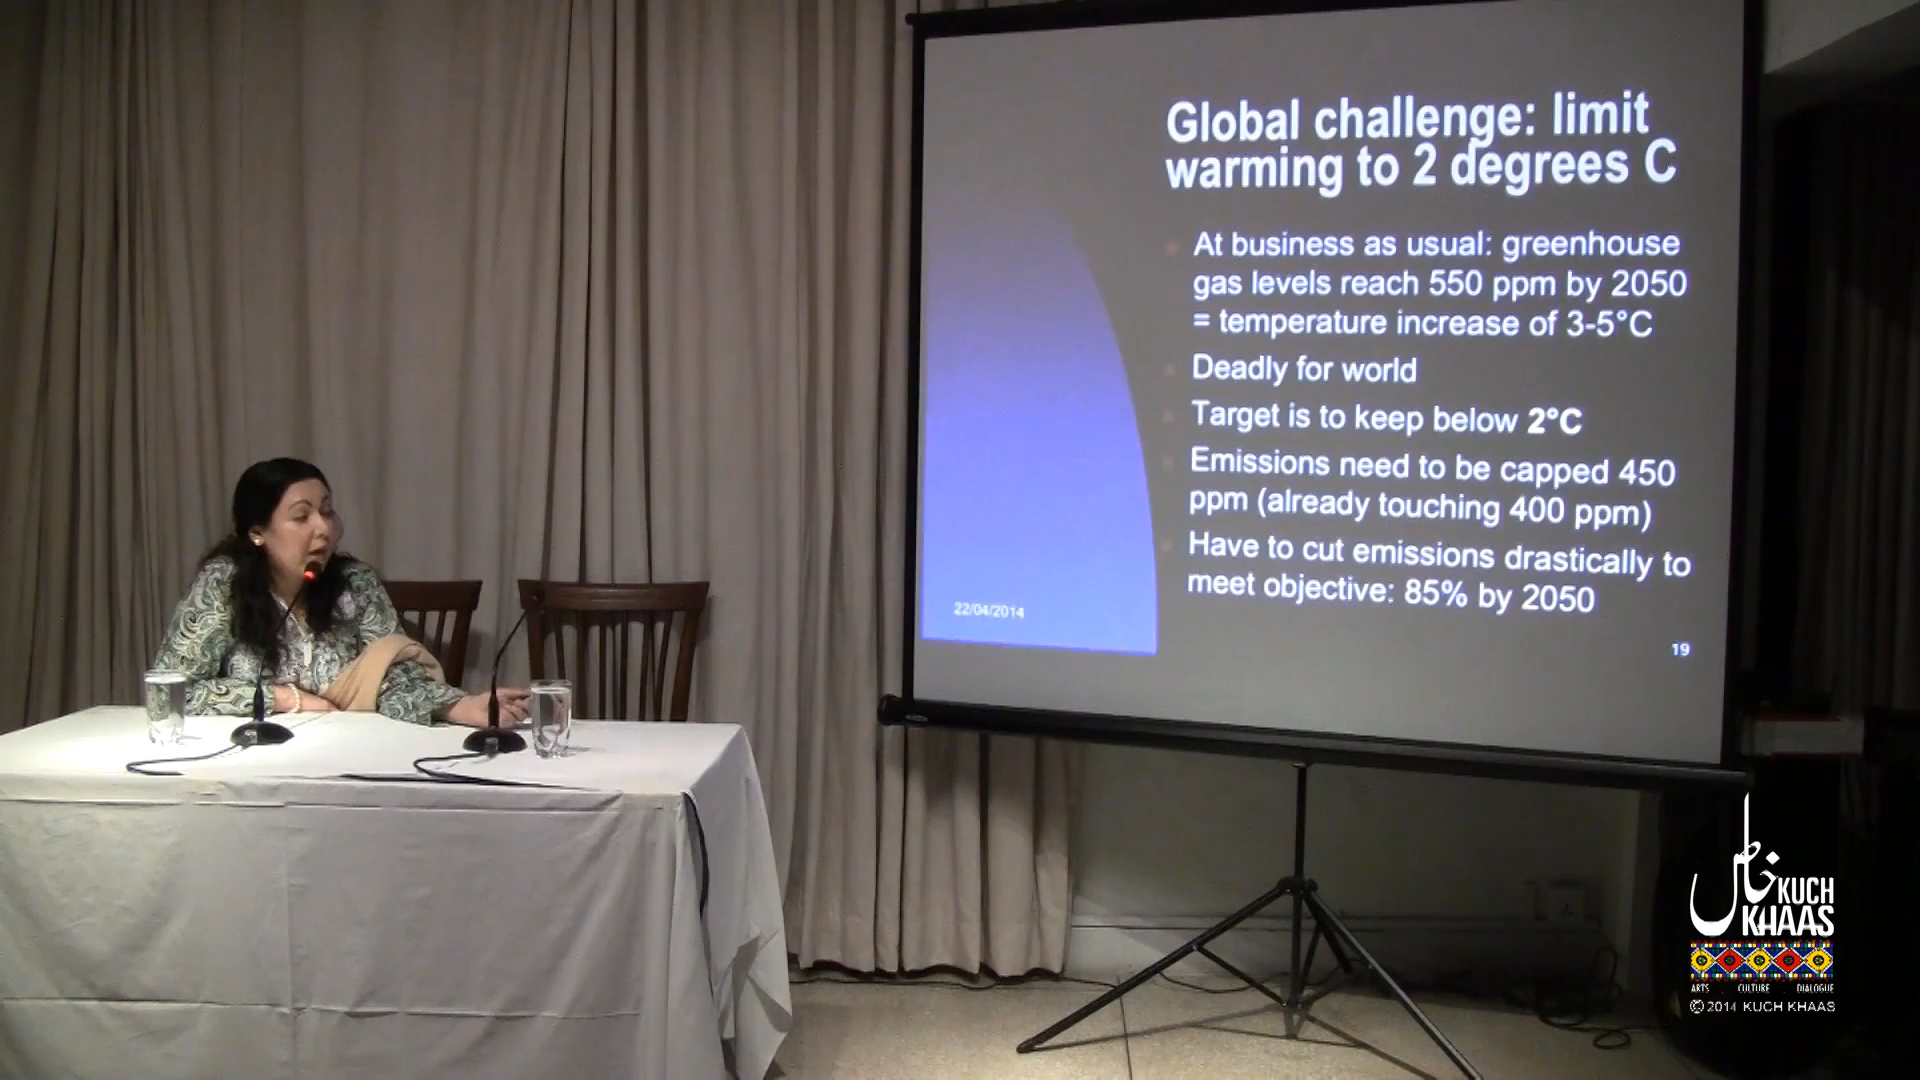 Global challenge: limit
warming to 2 degrees C
At business as usual: greenhouse
gas levels reach 550 ppm by 2050
= temperature increase of 3-5°C
Deadly for world
Target is to keep below 2°C
Emissions need to be capped 450
ppm (already touching 400 ppm)
Have to cut emissions drastically to
meet objective: 85% by 2050
22/04/2014
19
خاص
KUCH
KHAAS
ARTS CULTURE DIALOGUE
© 2014 KUCH KHAAS